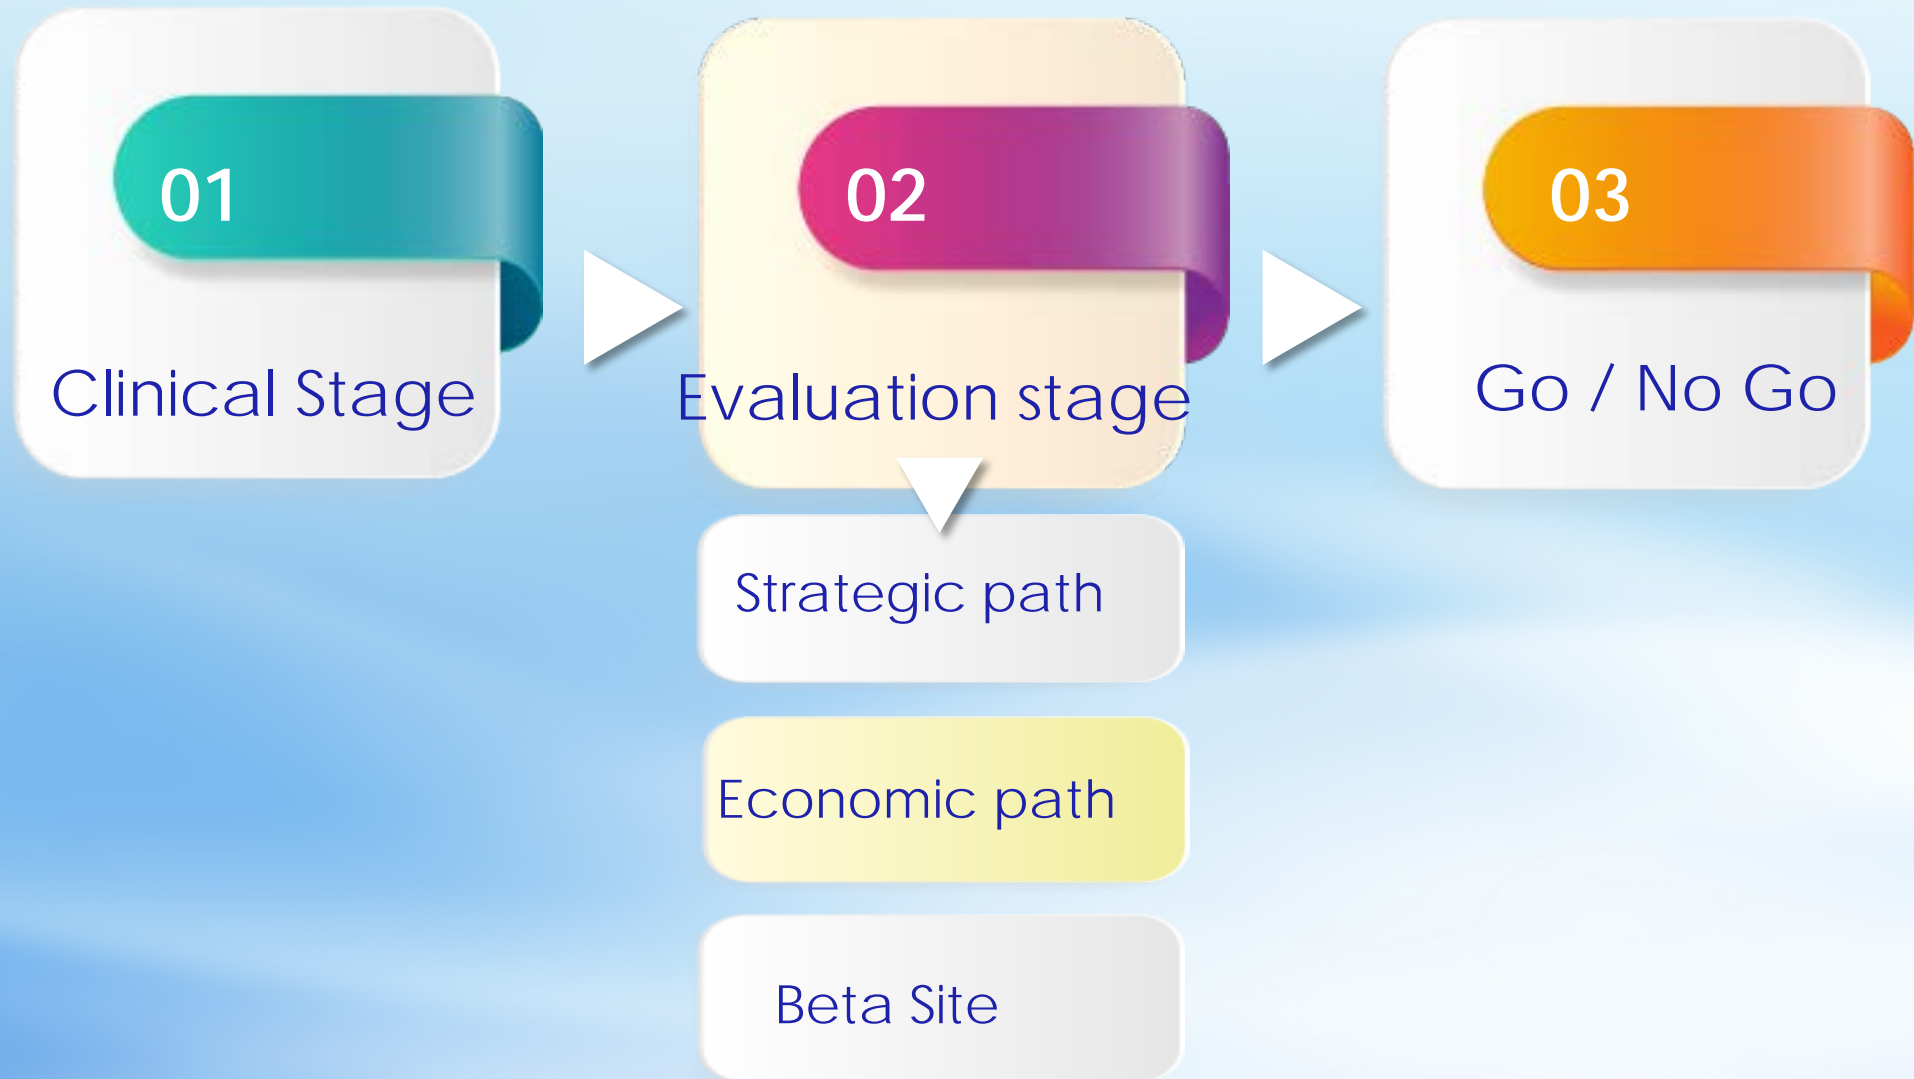 01
Clinical Stage
02
Evaluation stage
03
Go / No Go
Strategic path
Economic path
Beta Site